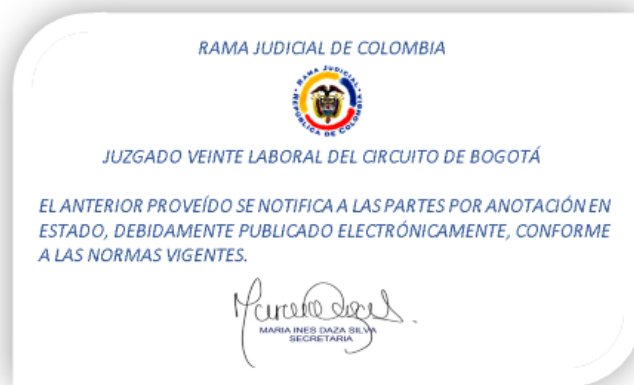 RAMA JUDICIAL DE COLOMBIA
RAMA JUDICIAL
REPÚBLICA DE COLOMBIA
JUZGADO VEINTE LABORAL DEL CIRCUITO DE BOGOTÁ
EL ANTERIOR PROVEÍDO SE NOTIFICA A LAS PARTES POR ANOTACIÓN EN
ESTADO, DEBIDAMENTE PUBLICADO ELECTRÓNICAMENTE, CONFORME
A LAS NORMAS VIGENTES.
MARIA INES DAZA SILVA
SECRETARIA